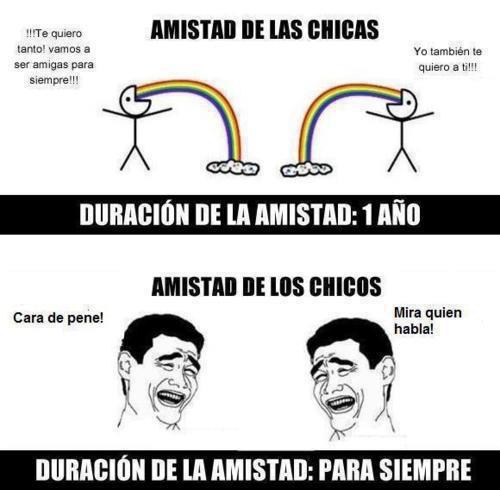 AMISTAD DE LAS CHICAS
!!!Te quiero
tanto! vamos a
ser amigas para
siempre!!!
Yo también te
quiero a ti!!!
DURACIÓN DE LA AMISTAD: 1 AÑO
AMISTAD DE LOS CHICOS
Cara de pene!
Mira quien
habla!
DURACIÓN DE LA AMISTAD: PARA SIEMPRE